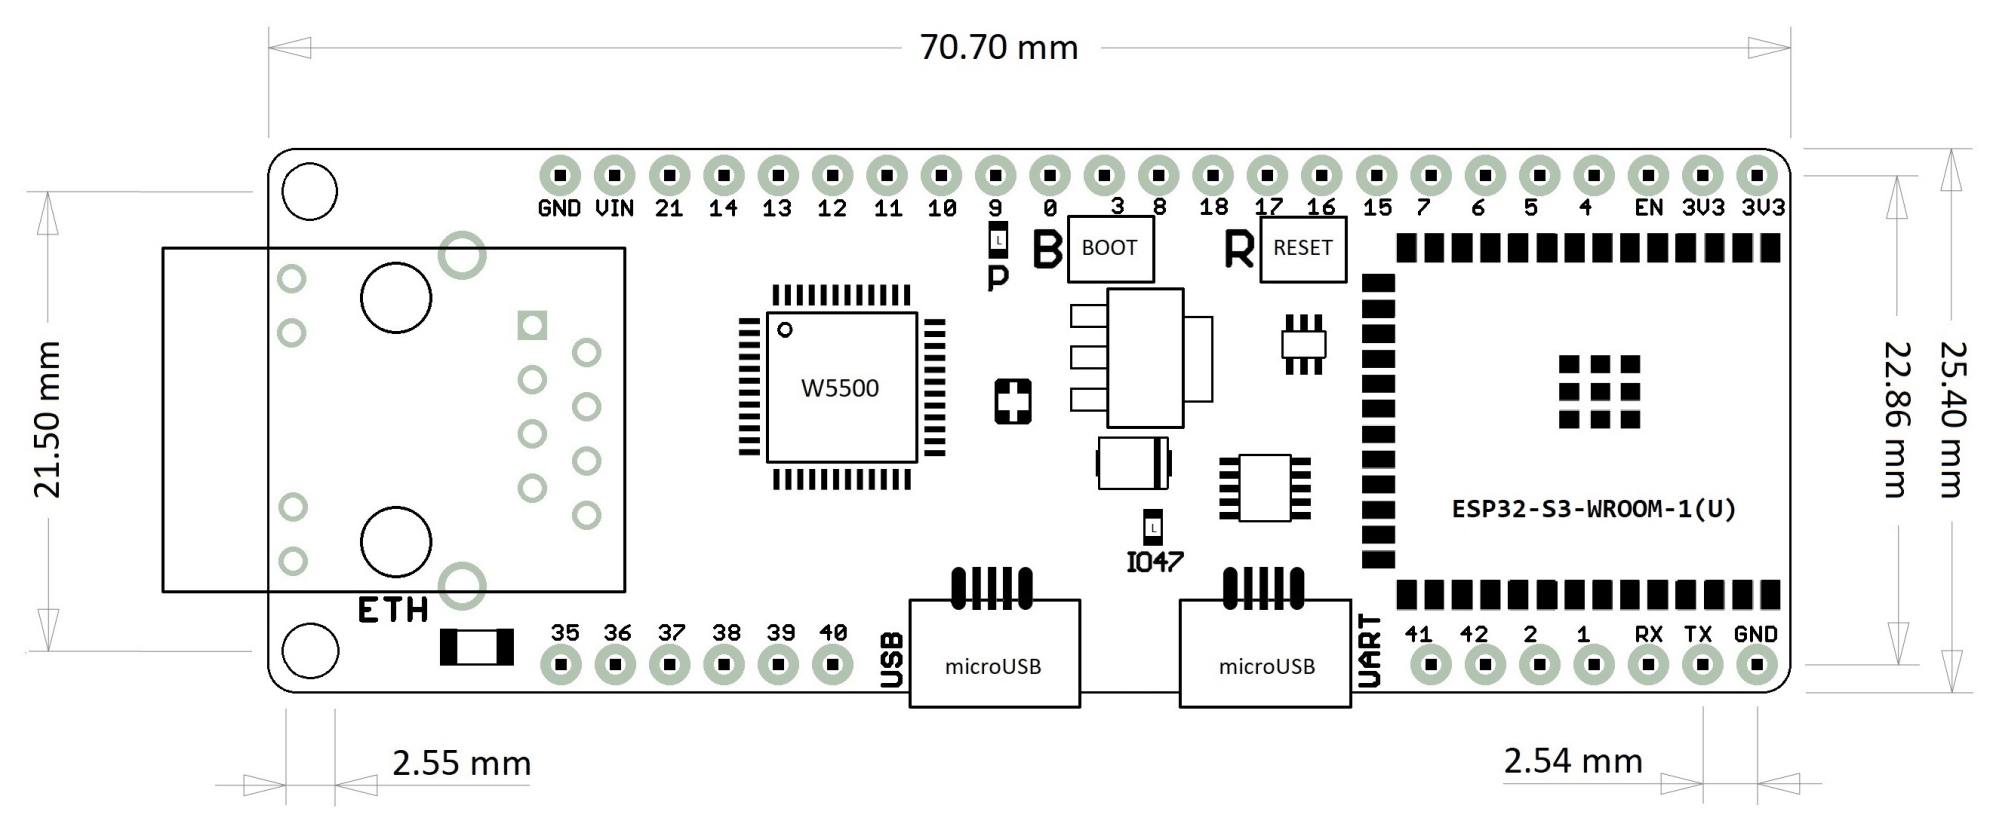 70.70 mm
GND VIN 21 14 13 12 11 10 9 0 3 8 18 17 16 15 7 6 5 4 EN 3V3 3V3
L
P
B
BOOT
R
RESET
W5500
21.50 mm
22.86 mm
25.40 mm
ESP32-S3-WROOM-1(U)
L
IO47
ETH
35 36 37 38 39 40
USB
microUSB
microUSB
UART
41 42 2 1 RX TX GND
2.55 mm
2.54 mm